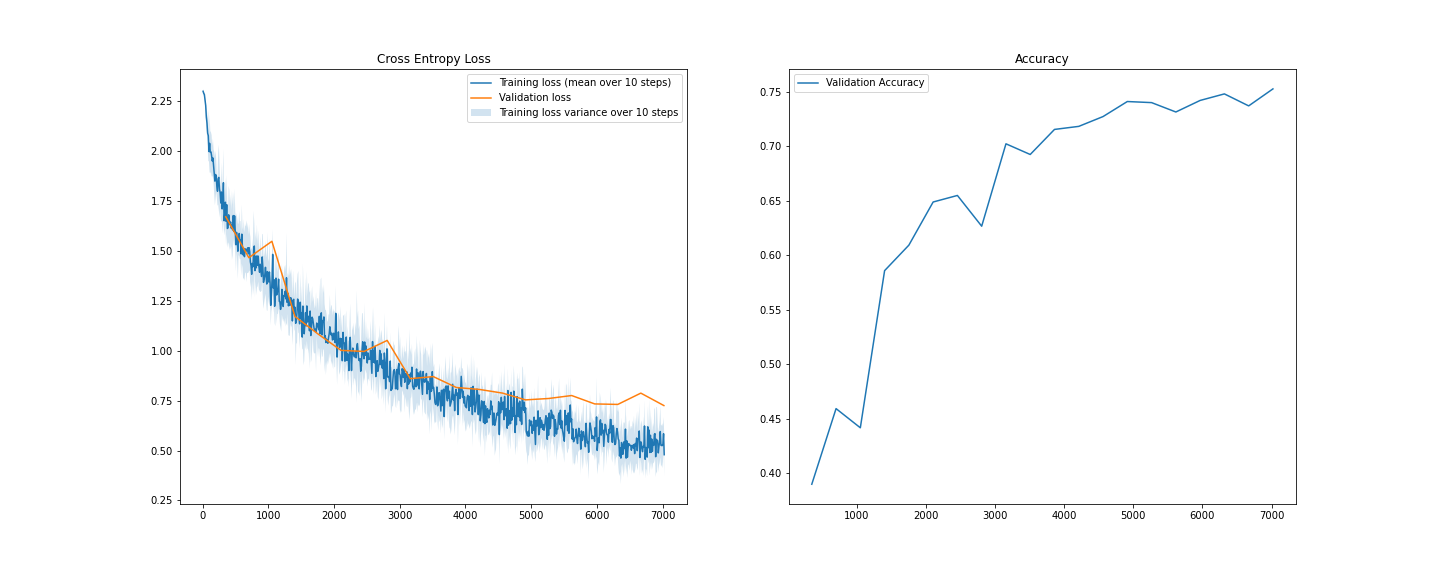 Cross Entropy Loss
Training loss (mean over 10 steps)
Validation loss
Training loss variance over 10 steps
2.25
2.00
1.75
1.50
1.25
1.00
0.75
0.50
0.25
0 1000 2000 3000 4000 5000 6000 7000
Accuracy
Validation Accuracy
0.75
0.70
0.65
0.60
0.55
0.50
0.45
0.40
1000 2000 3000 4000 5000 6000 7000